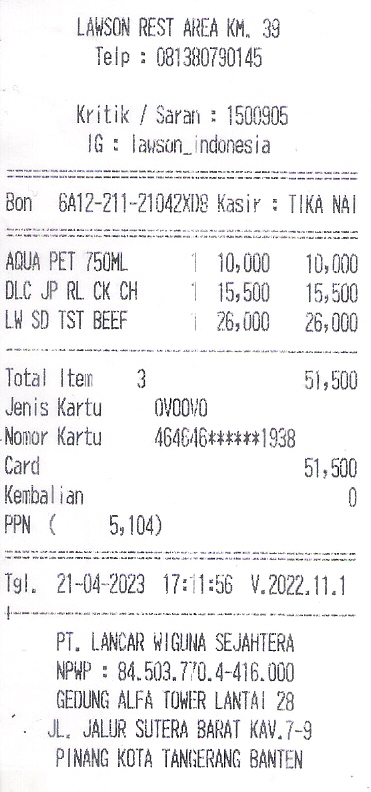 LAWSON REST AREA KM. 39
Telp : 081380790145
Kritik / Saran : 1500905
IG : lawson_indonesia
Bon 6A12-211-21042XD8 Kasir : TIKA NAI
AQUA PET 750ML 1 10,000 10,000
DLC JP RL CK CH 1 15,500 15,500
LW SD TST BEEF 1 26,000 26,000
Total Item 3 51,500
Jenis Kartu OVOOVO
Nomor Kartu 464646******1938
Card 51,500
Kembalian 0
PPN ( 5,104)
Tgl. 21-04-2023 17:11:56 V.2022.11.1
PT. LANCAR WIGUNA SEJAHTERA
NPWP : 84.503.770.4-416.000
GEDUNG ALFA TOWER LANTAI 28
JL. JALUR SUTERA BARAT KAV.7-9
PINANG KOTA TANGERANG BANTEN